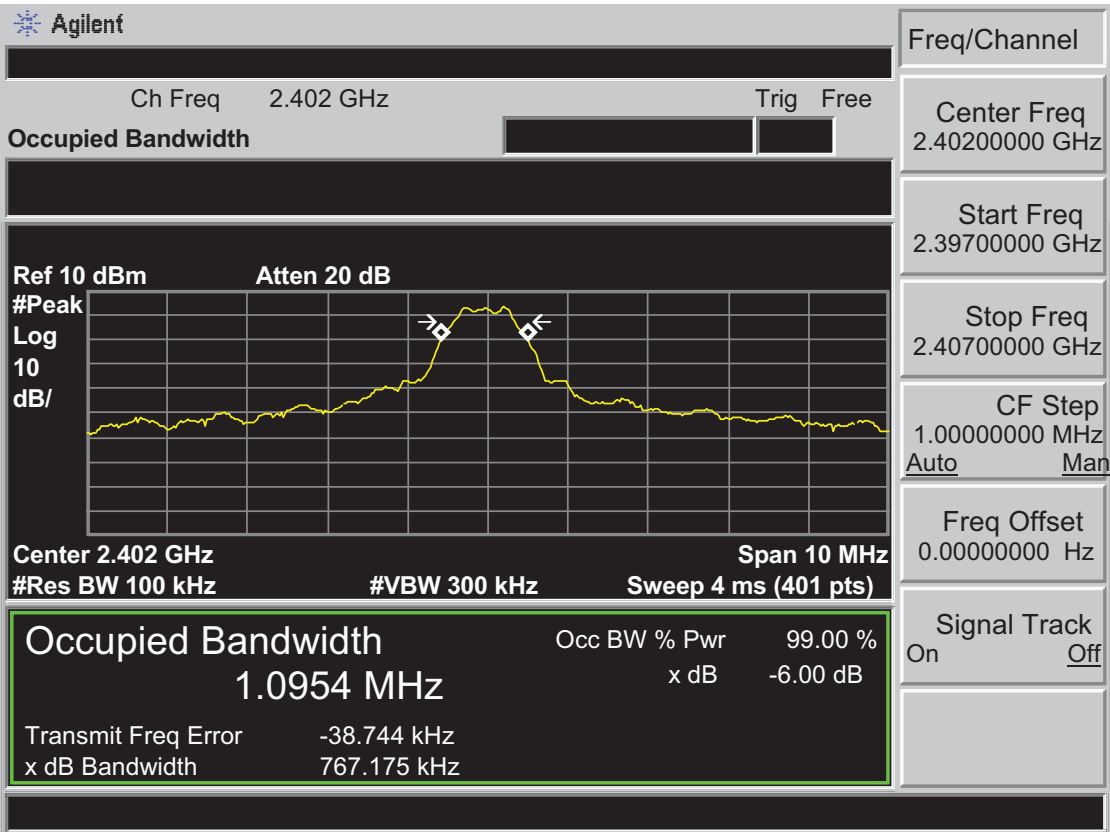 Agilent
Freq/Channel
Ch Freq 2.402 GHz Trig Free
Occupied Bandwidth
Center Freq
2.40200000 GHz
Start Freq
2.39700000 GHz
Stop Freq
2.40700000 GHz
CF Step
1.00000000 MHz
Auto Man
Freq Offset
0.00000000 Hz
Signal Track
On Off
Ref 10 dBm Atten 20 dB
#Peak
Log
10
dB/
Center 2.402 GHz Span 10 MHz
#Res BW 100 kHz #VBW 300 kHz Sweep 4 ms (401 pts)
Occupied Bandwidth
1.0954 MHz
Occ BW % Pwr 99.00 %
x dB -6.00 dB
Transmit Freq Error -38.744 kHz
x dB Bandwidth 767.175 kHz